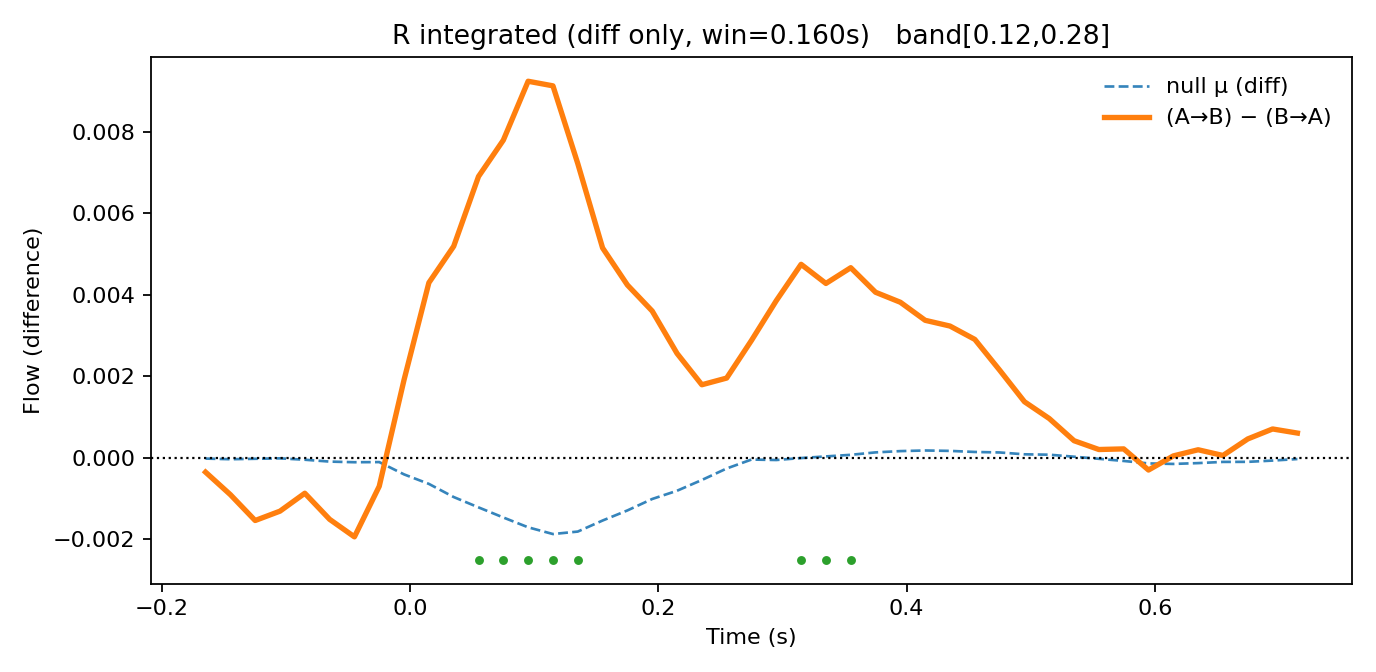 R integrated (diff only, win=0.160s)   band[0.12,0.28]
null μ (diff)
(A→B) − (B→A)
0.008
0.006
0.004
0.002
0.000
−0.002
Flow (difference)
−0.2
0.0
0.2
0.4
0.6
Time (s)